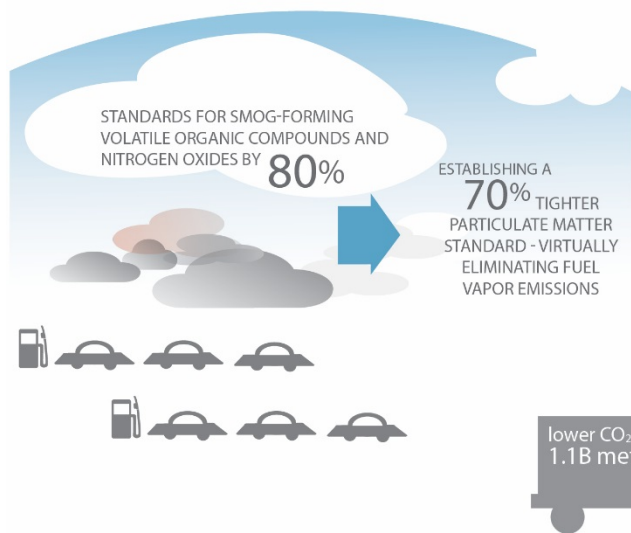 STANDARDS FOR SMOG-FORMING
VOLATILE ORGANIC COMPOUNDS AND
NITROGEN OXIDES BY 80%
ESTABLISHING A
70% TIGHTER
PARTICULATE MATTER
STANDARD - VIRTUALLY
ELIMINATING FUEL
VAPOR EMISSIONS
lower CO₂
1.1B